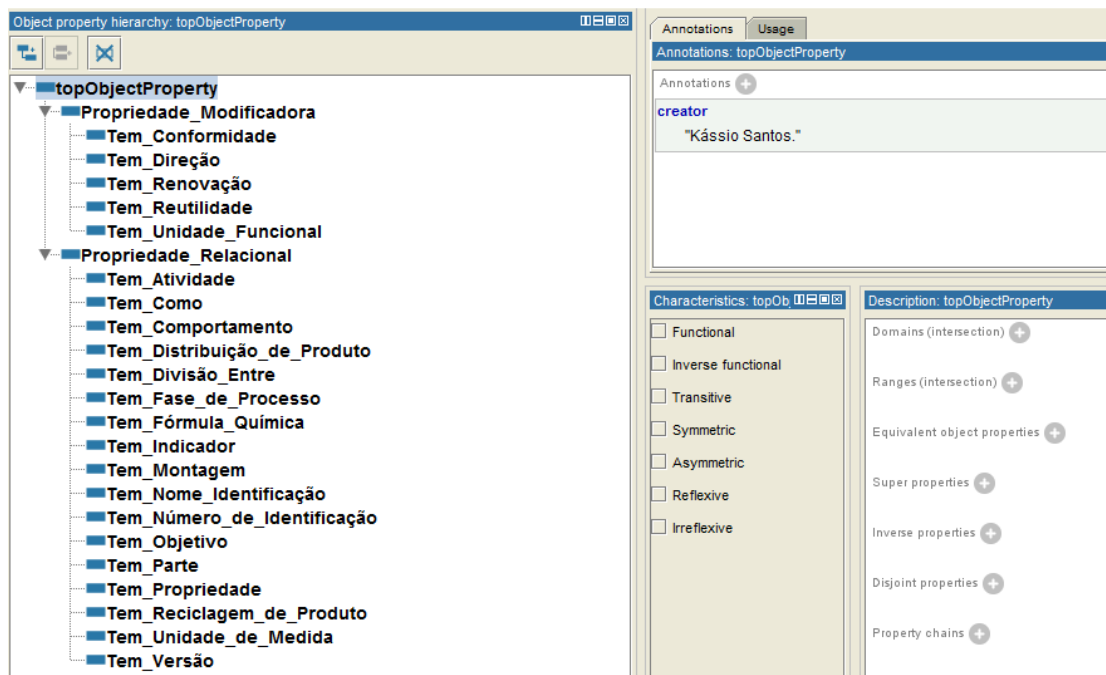 Object property hierarchy: topObjectProperty
topObjectProperty
Propriedade_Modificadora
Tem_Conformidade
Tem_Direção
Tem_Renovação
Tem_Reutilidade
Tem_Unidade_Funcional
Propriedade_Relacional
Tem_Atividade
Tem_Como
Tem_Comportamento
Tem_Distribuição_de_Produto
Tem_Divisão_Entre
Tem_Fase_de_Processo
Tem_Fórmula_Química
Tem_Indicador
Tem_Montagem
Tem_Nome_Identificação
Tem_Número_de_Identificação
Tem_Objetivo
Tem_Parte
Tem_Propriedade
Tem_Reciclagem_de_Produto
Tem_Unidade_de_Medida
Tem_Versão
Annotations Usage
Annotations: topObjectProperty
Annotations
creator
"Kássio Santos."
Characteristics: topOb
Functional
Inverse functional
Transitive
Symmetric
Asymmetric
Reflexive
Irreflexive
Description: topObjectProperty
Domains (intersection)
Ranges (intersection)
Equivalent object properties
Super properties
Inverse properties
Disjoint properties
Property chains